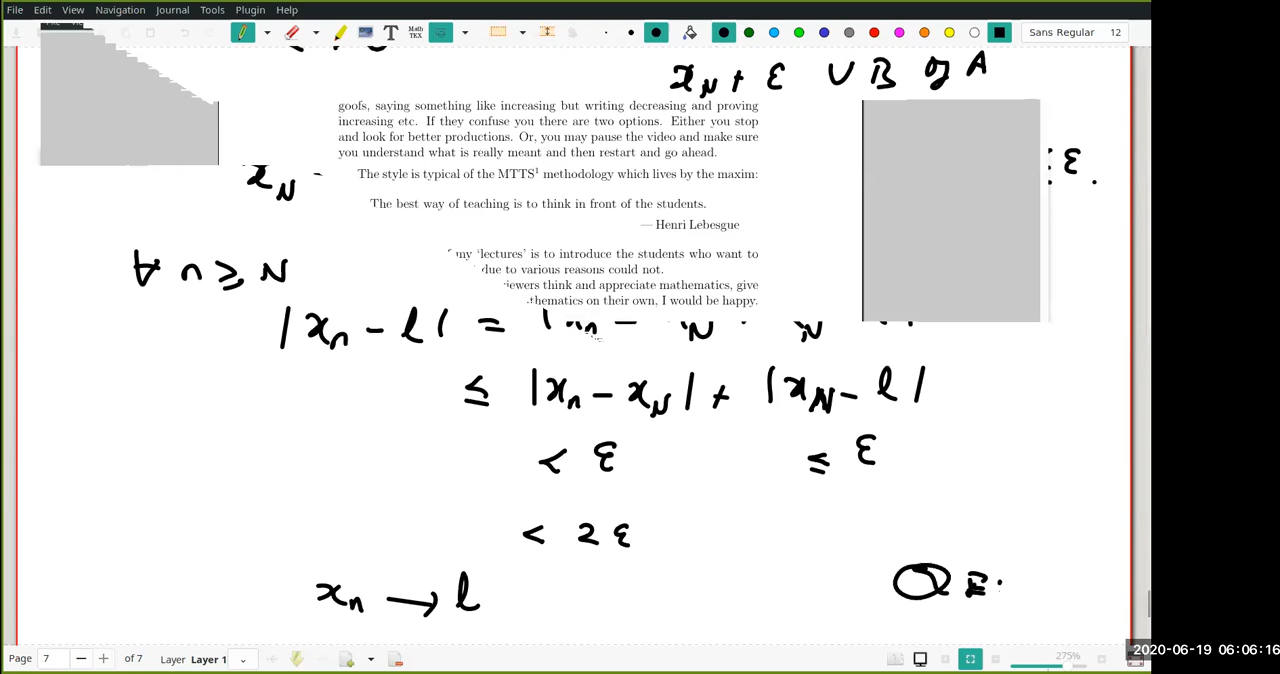 File Edit View Journal Tools Plugin Help
Math TEX Sans Regular 12
x_N + ε UB of A
goofs, saying something like increasing but writing decreasing and proving
increasing etc. If they confuse you there are two options. Either you stop
and look for better productions. Or, you may pause the video and make sure
you understand what is really meant and then restart and go ahead.
ε.
The style is typical of the MTTS¹ methodology which lives by the maxim:
x_N -
The best way of teaching is to think in front of the students.
— Henri Lebesgue
my ‘lectures’ is to introduce the students who want to
due to various reasons could not.
think and appreciate mathematics, give
on their own, I would be happy.
∀ n ≥ N
|x_n - l| =
≤ |x_n - x_N| + |x_N - l|
< ε ≤ ε
< 2ε
x_n → l Q E.
Page 7 of 7 Layer Layer 1 275%
2020-06-19 06:06:16